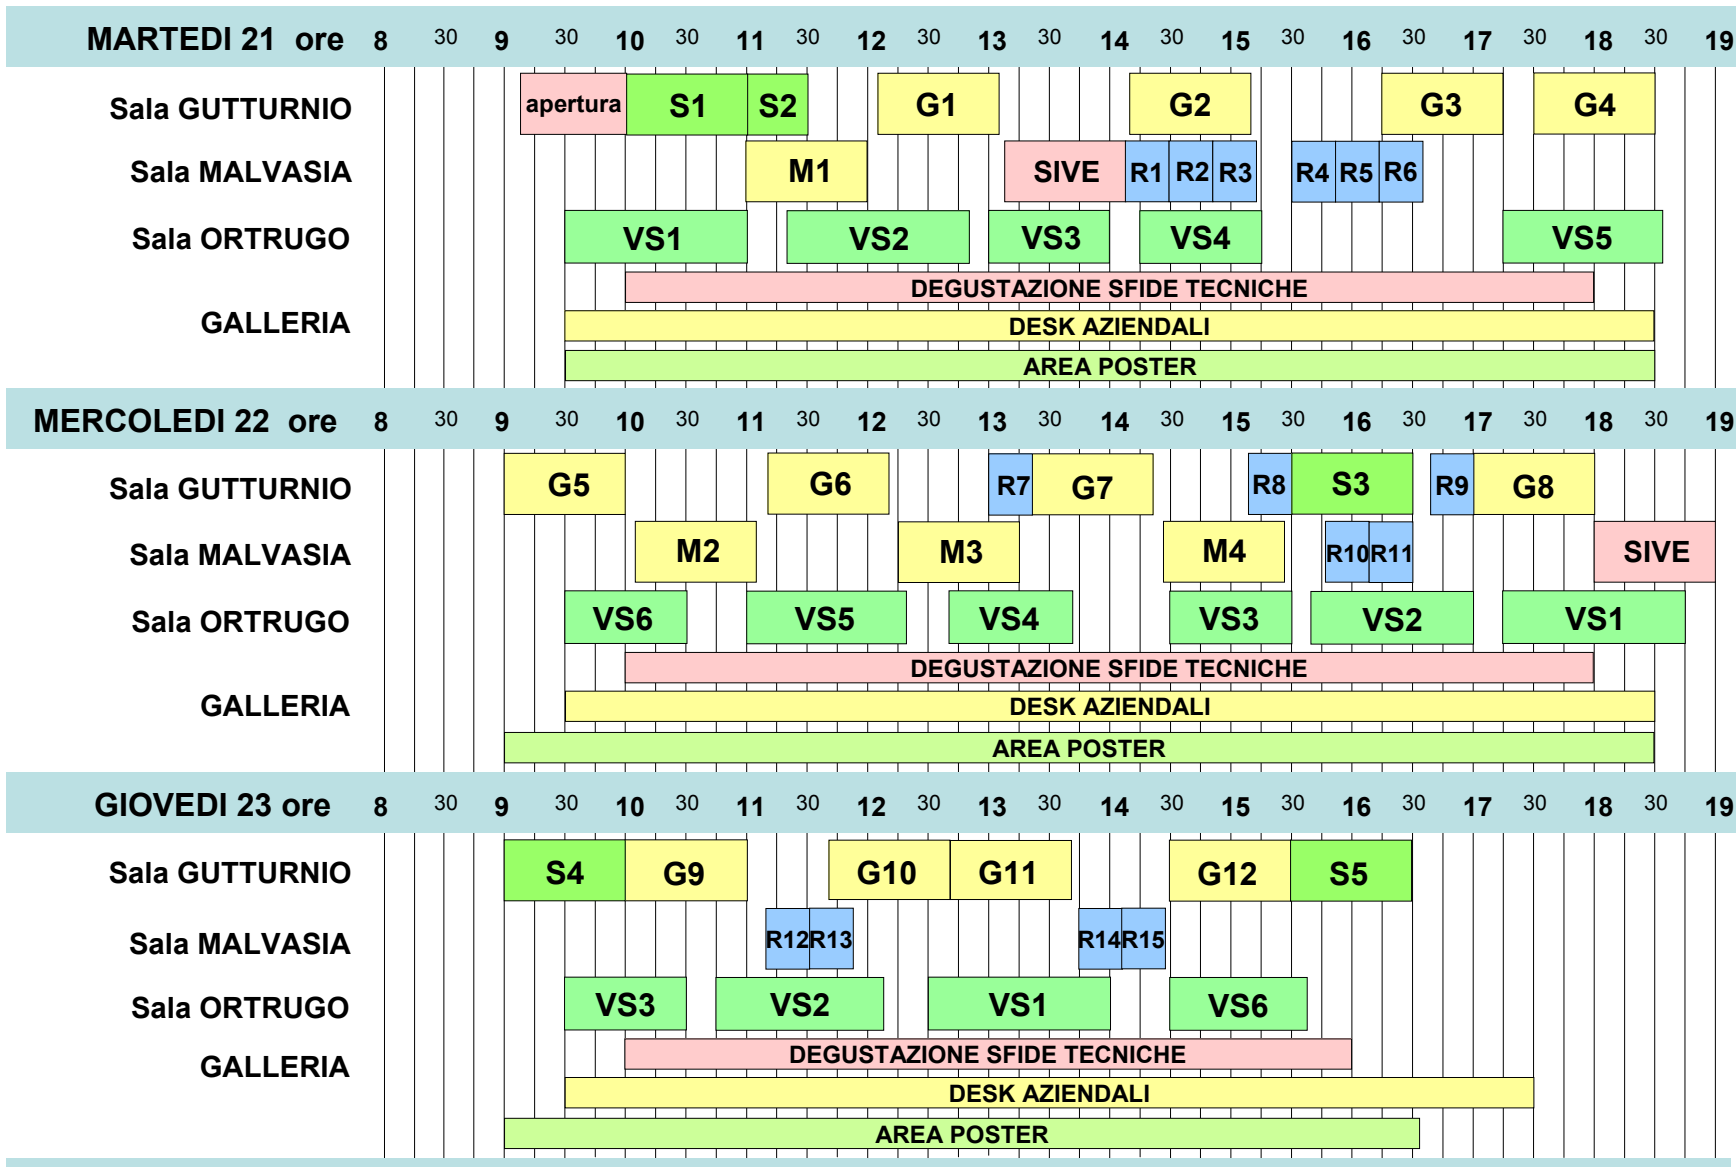 MARTEDI 21 ore 8 30 9 30 10 30 11 30 12 30 13 30 14 30 15 30 16 30 17 30 18 30 19
Sala GUTTURNIO apertura S1 S2 G1 G2 G3 G4
Sala MALVASIA M1 SIVE R1 R2 R3 R4 R5 R6
Sala ORTRUGO VS1 VS2 VS3 VS4 VS5
DEGUSTAZIONE SFIDE TECNICHE
GALLERIA DESK AZIENDALI
AREA POSTER
MERCOLEDI 22 ore 8 30 9 30 10 30 11 30 12 30 13 30 14 30 15 30 16 30 17 30 18 30 19
Sala GUTTURNIO G5 G6 R7 G7 R8 S3 R9 G8
Sala MALVASIA M2 M3 M4 R10 R11 SIVE
Sala ORTRUGO VS6 VS5 VS4 VS3 VS2 VS1
DEGUSTAZIONE SFIDE TECNICHE
GALLERIA DESK AZIENDALI
AREA POSTER
GIOVEDI 23 ore 8 30 9 30 10 30 11 30 12 30 13 30 14 30 15 30 16 30 17 30 18 30 19
Sala GUTTURNIO S4 G9 G10 G11 G12 S5
Sala MALVASIA R12 R13 R14 R15
Sala ORTRUGO VS3 VS2 VS1 VS6
DEGUSTAZIONE SFIDE TECNICHE
GALLERIA DESK AZIENDALI
AREA POSTER